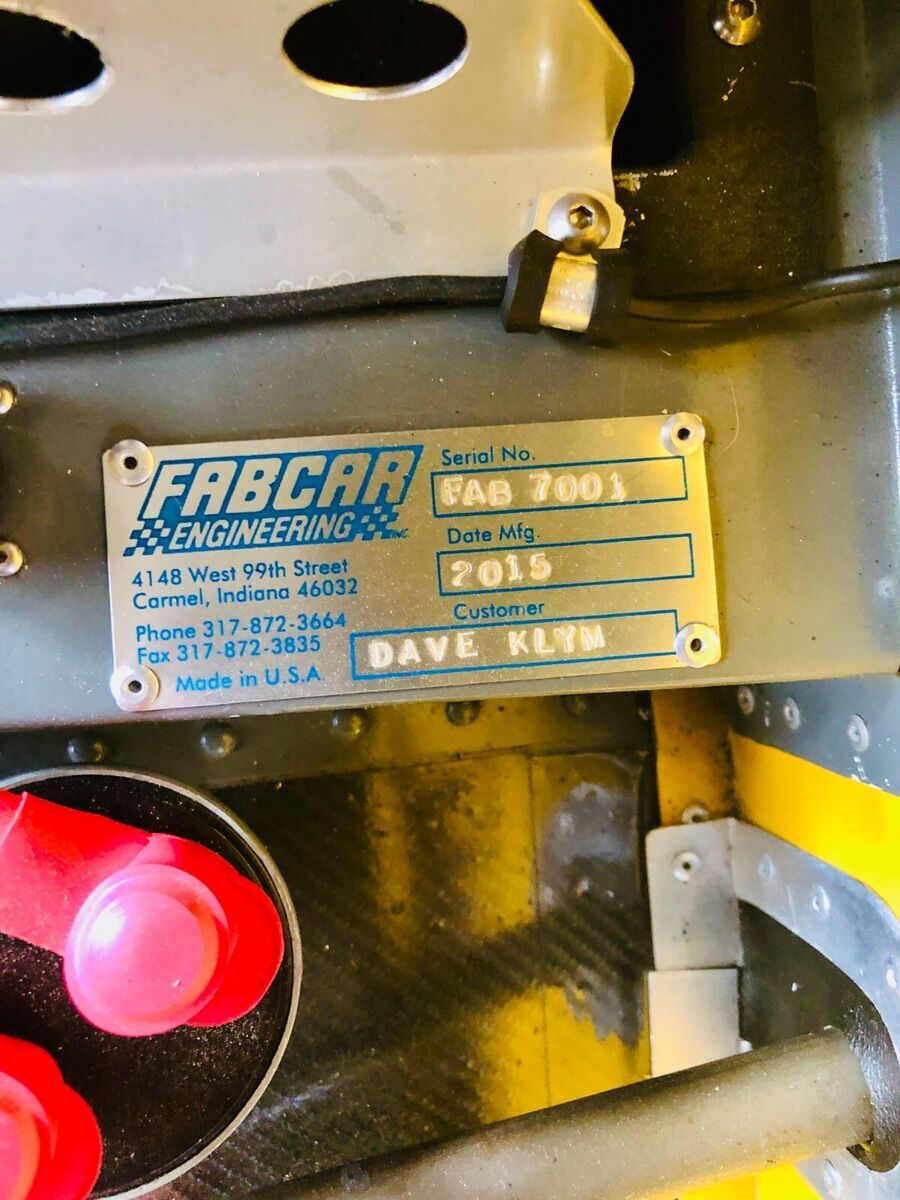 FABCAR
ENGINEERING INC.
4148 West 99th Street
Carmel, Indiana 46032
Phone 317-872-3664
Fax 317-872-3835
Made in U.S.A.
Serial No.
FAB 7001
Date Mfg.
2015
Customer
DAVE KLYM